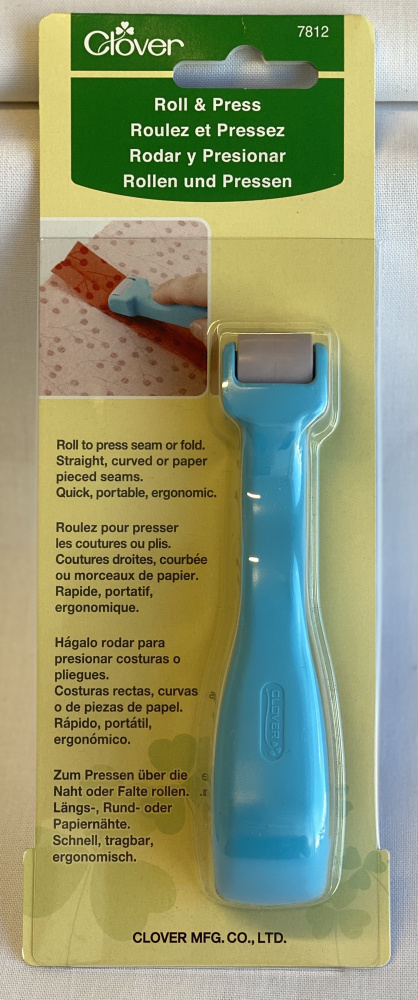 Clover
7812
Roll & Press
Roulez et Pressez
Rodar y Presionar
Rollen und Pressen
Roll to press seam or fold.
Straight, curved or paper
pieced seams.
Quick, portable, ergonomic.
Roulez pour presser
les coutures ou plis.
Coutures droites, courbée
ou morceaux de papier.
Rapide, portatif,
ergonomique.
Hágalo rodar para
presionar costuras o
pliegues.
Costuras rectas, curvas
o de piezas de papel.
Rápido, portátil,
ergonómico.
Zum Pressen über die
Naht oder Falte rollen.
Längs-, Rund- oder
Papiernähte.
Schnell, tragbar,
ergonomisch.
CLOVER
CLOVER MFG. CO., LTD.